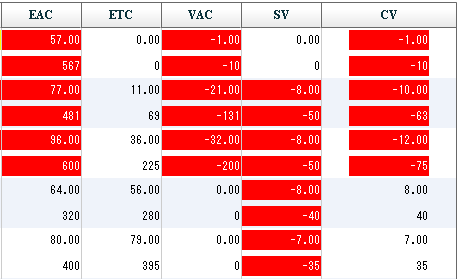 EAC ETC VAC SV CV
57.00 0.00 -1.00 0.00 -1.00
567 0 -10 0 -10
77.00 11.00 -21.00 -8.00 -10.00
481 69 -131 -50 -63
96.00 36.00 -32.00 -8.00 -12.00
600 225 -200 -50 -75
64.00 56.00 0.00 -8.00 8.00
320 280 0 -40 40
80.00 79.00 0.00 -7.00 7.00
400 395 0 -35 35